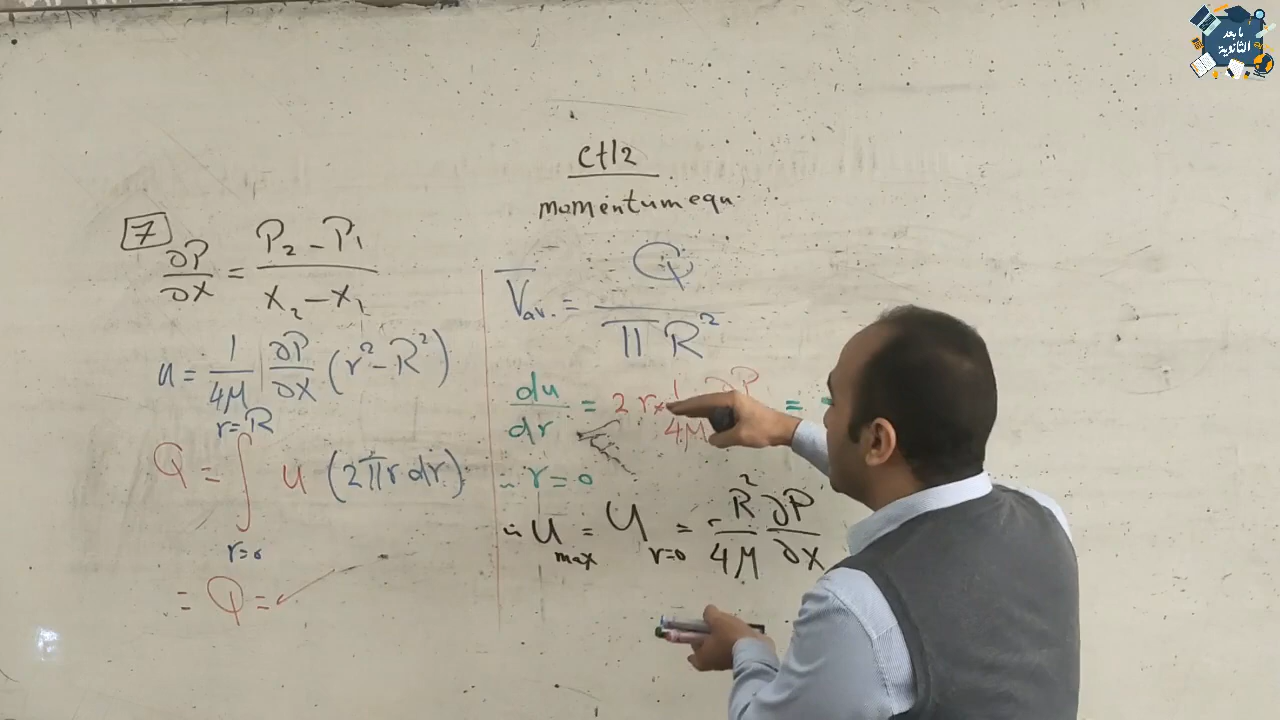 ما بعد
الثانوية
ch12
momentum equ.
7
∂P/∂x = P₂ - P₁ / x₂ - x₁
u = 1/4μ ∂P/∂x (r² - R²)
r=R
Q = ∫ u (2πr dr)
r=0
= Q =
V̅av. = Q / πR²
du/dr = 2r × 1/4μ ∂P =
∴ r = 0
∴ u max = u r=0 = -R²/4μ ∂P/∂x